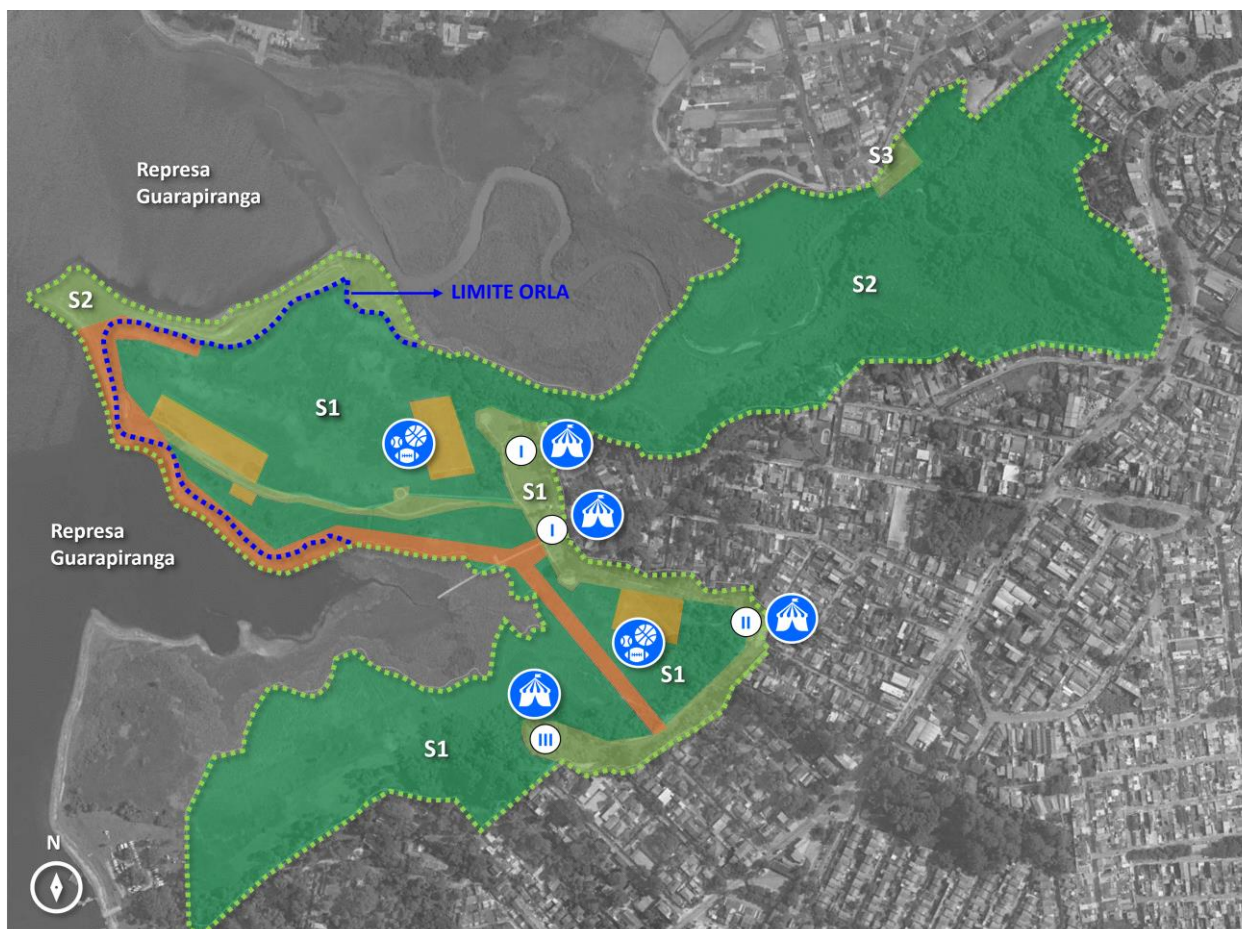 S3
Represa
Guarapiranga
S2
LIMITE ORLA
S2
S1
I
S1
I
Represa
Guarapiranga
II
S1
III
S1
N